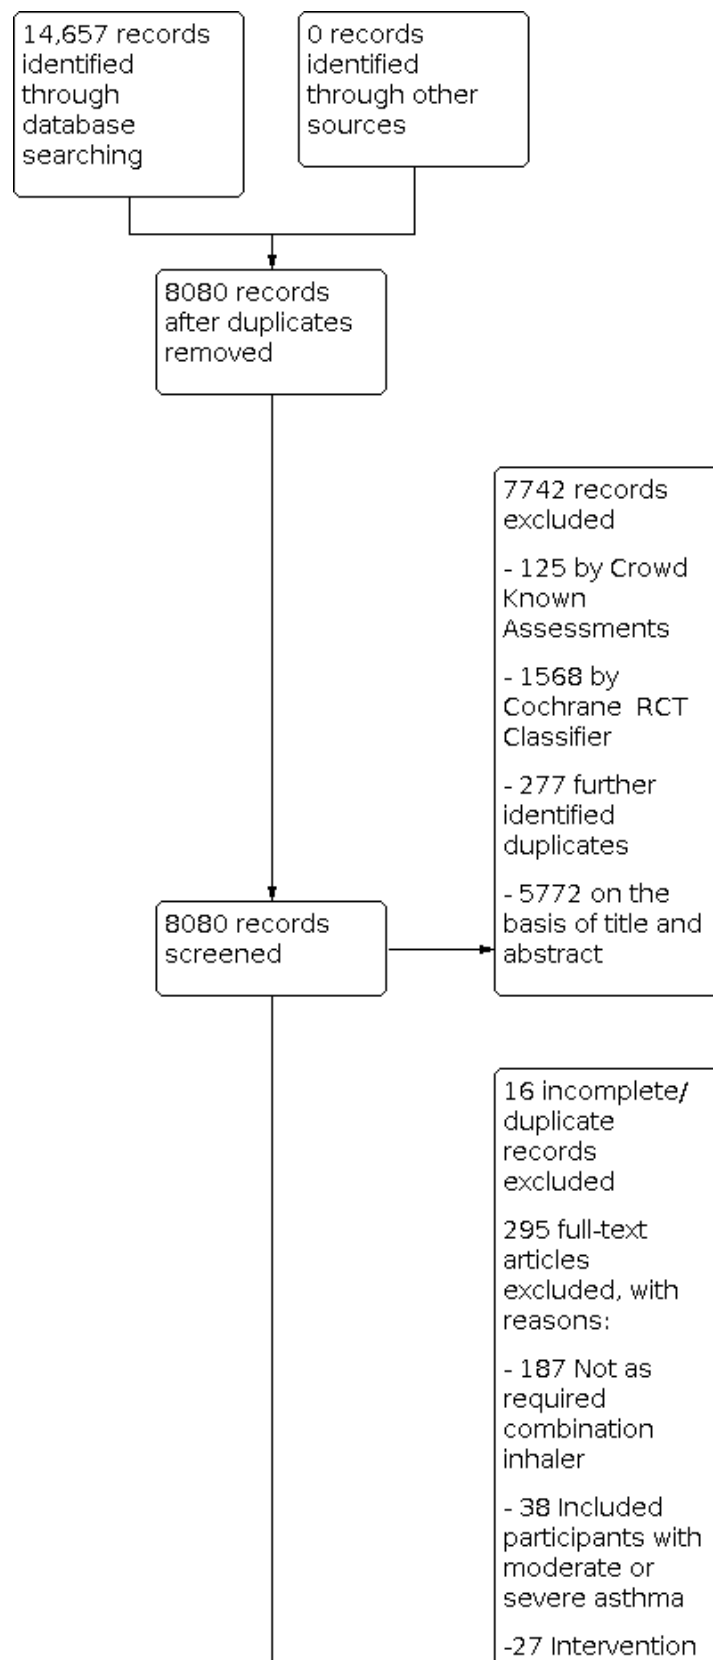 14,657 records
identified
through
database
searching
0 records
identified
through other
sources
8080 records
after duplicates
removed
7742 records
excluded
- 125 by Crowd
Known
Assessments
- 1568 by
Cochrane RCT
Classifier
- 277 further
identified
duplicates
- 5772 on the
basis of title and
abstract
8080 records
screened
16 incomplete/
duplicate
records
excluded
295 full-text
articles
excluded, with
reasons:
- 187 Not as
required
combination
inhaler
- 38 Included
participants with
moderate or
severe asthma
-27 Intervention